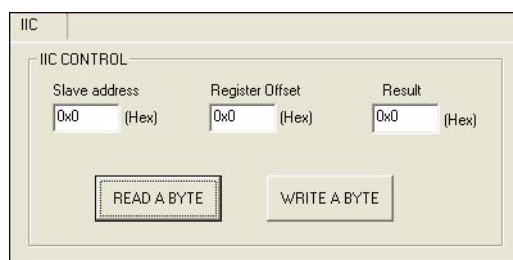 IIC
IIC CONTROL
Slave address Register Offset Result
0x0 (Hex) 0x0 (Hex) 0x0 (Hex)
READ A BYTE WRITE A BYTE